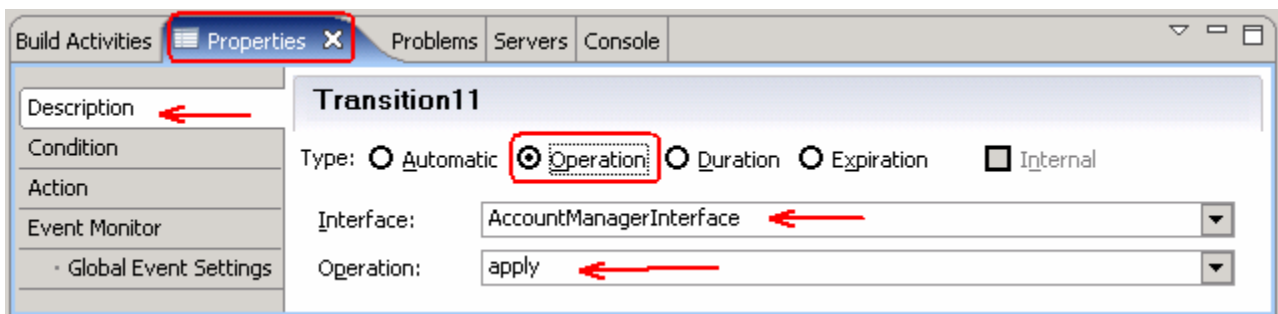 Build Activities Properties Problems Servers Console
Description
Condition
Action
Event Monitor
Global Event Settings
Transition11
Type: Automatic Operation Duration Expiration Internal
Interface: AccountManagerInterface
Operation: apply